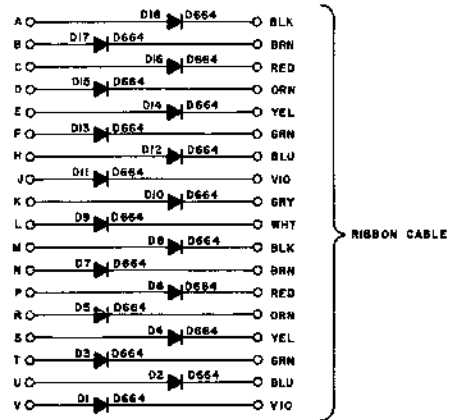 A D18 D664 BLK
B D17 D664 BRN
C D16 D664 RED
D D15 D664 ORN
E D14 D664 YEL
F D13 D664 GRN
H D12 D664 BLU
J D11 D664 VIO
K D10 D664 GRY
L D9 D664 WHT
M D8 D664 BLK
N D7 D664 BRN
P D6 D664 RED
R D5 D664 ORN
S D4 D664 YEL
T D3 D664 GRN
U D2 D664 BLU
V D1 D664 VIO
RIBBON CABLE